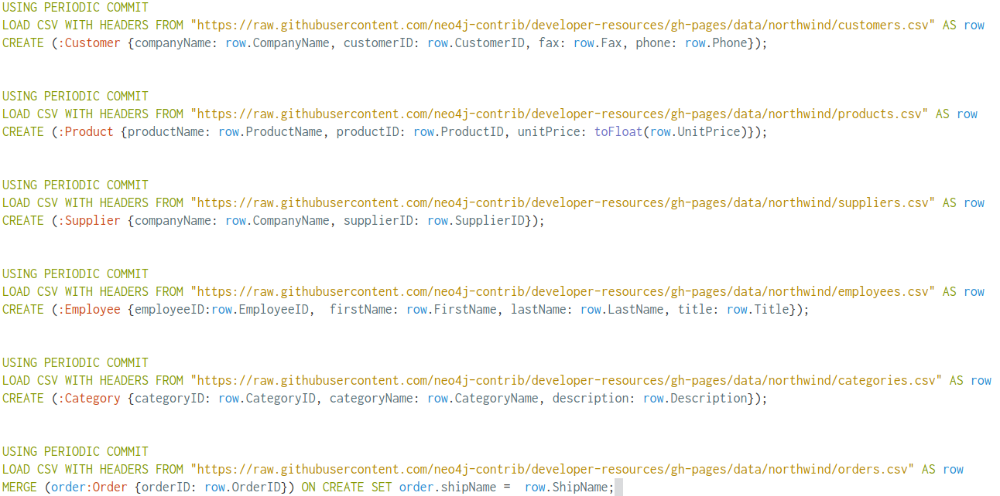 USING PERIODIC COMMIT
LOAD CSV WITH HEADERS FROM "https://raw.githubusercontent.com/neo4j-contrib/developer-resources/gh-pages/data/northwind/customers.csv" AS row
CREATE (:Customer {companyName: row.CompanyName, customerID: row.CustomerID, fax: row.Fax, phone: row.Phone});
USING PERIODIC COMMIT
LOAD CSV WITH HEADERS FROM "https://raw.githubusercontent.com/neo4j-contrib/developer-resources/gh-pages/data/northwind/products.csv" AS row
CREATE (:Product {productName: row.ProductName, productID: row.ProductID, unitPrice: toFloat(row.UnitPrice)});
USING PERIODIC COMMIT
LOAD CSV WITH HEADERS FROM "https://raw.githubusercontent.com/neo4j-contrib/developer-resources/gh-pages/data/northwind/suppliers.csv" AS row
CREATE (:Supplier {companyName: row.CompanyName, supplierID: row.SupplierID});
USING PERIODIC COMMIT
LOAD CSV WITH HEADERS FROM "https://raw.githubusercontent.com/neo4j-contrib/developer-resources/gh-pages/data/northwind/employees.csv" AS row
CREATE (:Employee {employeeID:row.EmployeeID,  firstName: row.FirstName, lastName: row.LastName, title: row.Title});
USING PERIODIC COMMIT
LOAD CSV WITH HEADERS FROM "https://raw.githubusercontent.com/neo4j-contrib/developer-resources/gh-pages/data/northwind/categories.csv" AS row
CREATE (:Category {categoryID: row.CategoryID, categoryName: row.CategoryName, description: row.Description});
USING PERIODIC COMMIT
LOAD CSV WITH HEADERS FROM "https://raw.githubusercontent.com/neo4j-contrib/developer-resources/gh-pages/data/northwind/orders.csv" AS row
MERGE (order:Order {orderID: row.OrderID}) ON CREATE SET order.shipName =  row.ShipName;